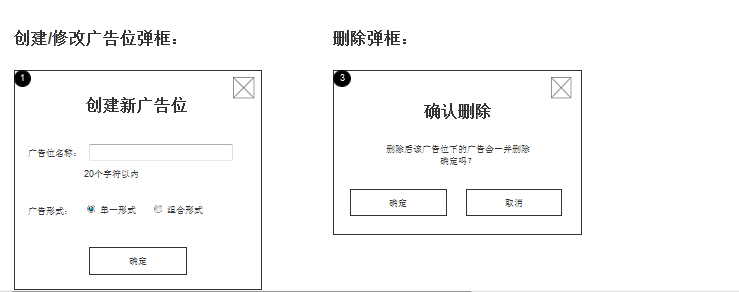 创建/修改广告位弹框：
删除弹框：
1
创建新广告位
广告位名称：
20个字符以内
广告形式：
单一形式
组合形式
确定
3
确认删除
删除后该广告位下的广告会一并删除
确定吗？
确定
取消